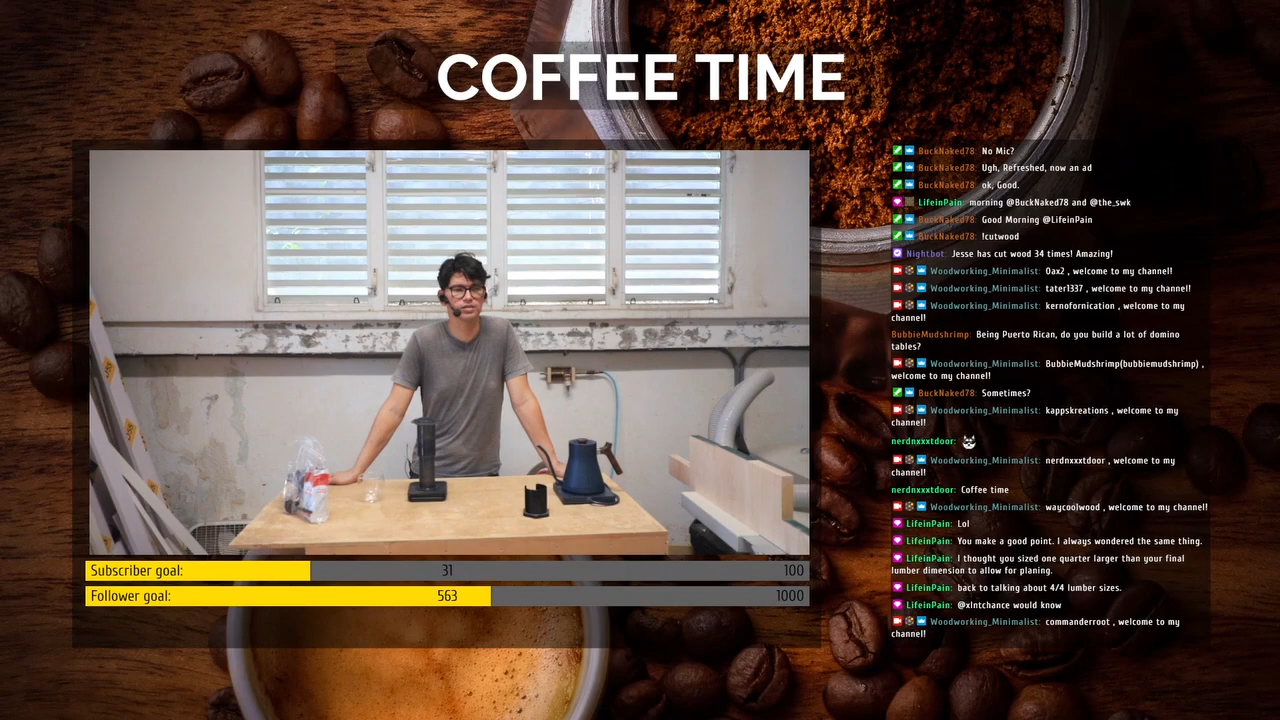 COFFEE TIME
BuckNaked78: No Mic?
BuckNaked78: Ugh, Refreshed, now an ad
BuckNaked78: ok, Good.
LifeinPain: morning @BuckNaked78 and @the_swk
BuckNaked78: Good Morning @LifeinPain
BuckNaked78: !cutwood
Nightbot: Jesse has cut wood 34 times! Amazing!
Woodworking_Minimalist: Oax2 , welcome to my channel!
Woodworking_Minimalist: tater1337 , welcome to my channel!
Woodworking_Minimalist: kernofornication , welcome to my
channel!
BubbieMudshrimp: Being Puerto Rican, do you build a lot of domino
tables?
Woodworking_Minimalist: BubbieMudshrimp(bubbiemudshrimp) ,
welcome to my channel!
BuckNaked78: Sometimes?
Woodworking_Minimalist: kappskreations , welcome to my
channel!
nerdnxxxtdoor:
Woodworking_Minimalist: nerdnxxxtdoor , welcome to my
channel!
nerdnxxxtdoor: Coffee time
Woodworking_Minimalist: waycoolwood , welcome to my channel!
LifeinPain: Lol
LifeinPain: You make a good point. I always wondered the same thing.
LifeinPain: I thought you sized one quarter larger than your final
lumber dimension to allow for planing.
LifeinPain: back to talking about 4/4 lumber sizes.
LifeinPain: @xlntchance would know
Woodworking_Minimalist: commanderroot , welcome to my
channel!
Subscriber goal: 31 100
Follower goal: 563 1000